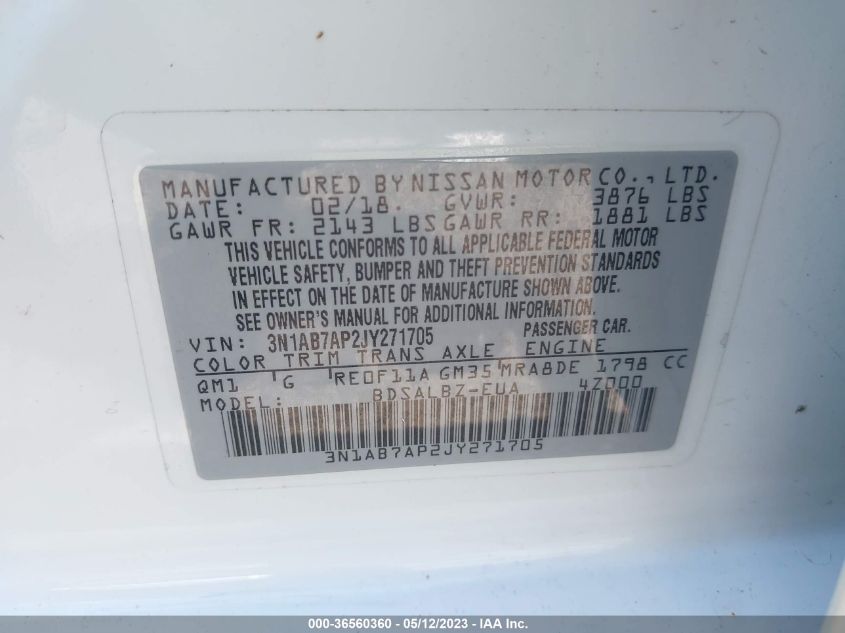 MANUFACTURED BY NISSAN MOTOR CO., LTD.
DATE: 02/18. GVWR: 3876 LBS
GAWR FR: 2143 LBS GAWR RR: 1881 LBS
THIS VEHICLE CONFORMS TO ALL APPLICABLE FEDERAL MOTOR
VEHICLE SAFETY, BUMPER AND THEFT PREVENTION STANDARDS
IN EFFECT ON THE DATE OF MANUFACTURE SHOWN ABOVE.
SEE OWNER'S MANUAL FOR ADDITIONAL INFORMATION.
VIN: 3N1AB7AP2JY271705 PASSENGER CAR.
COLOR TRIM TRANS AXLE ENGINE
QM1 G RE0F11A GM35 MRA8DE 1798 CC
MODEL: BDSALBZ-EUA 4Z000
3N1AB7AP2JY271705
000-36560360 - 05/12/2023 - IAA Inc.